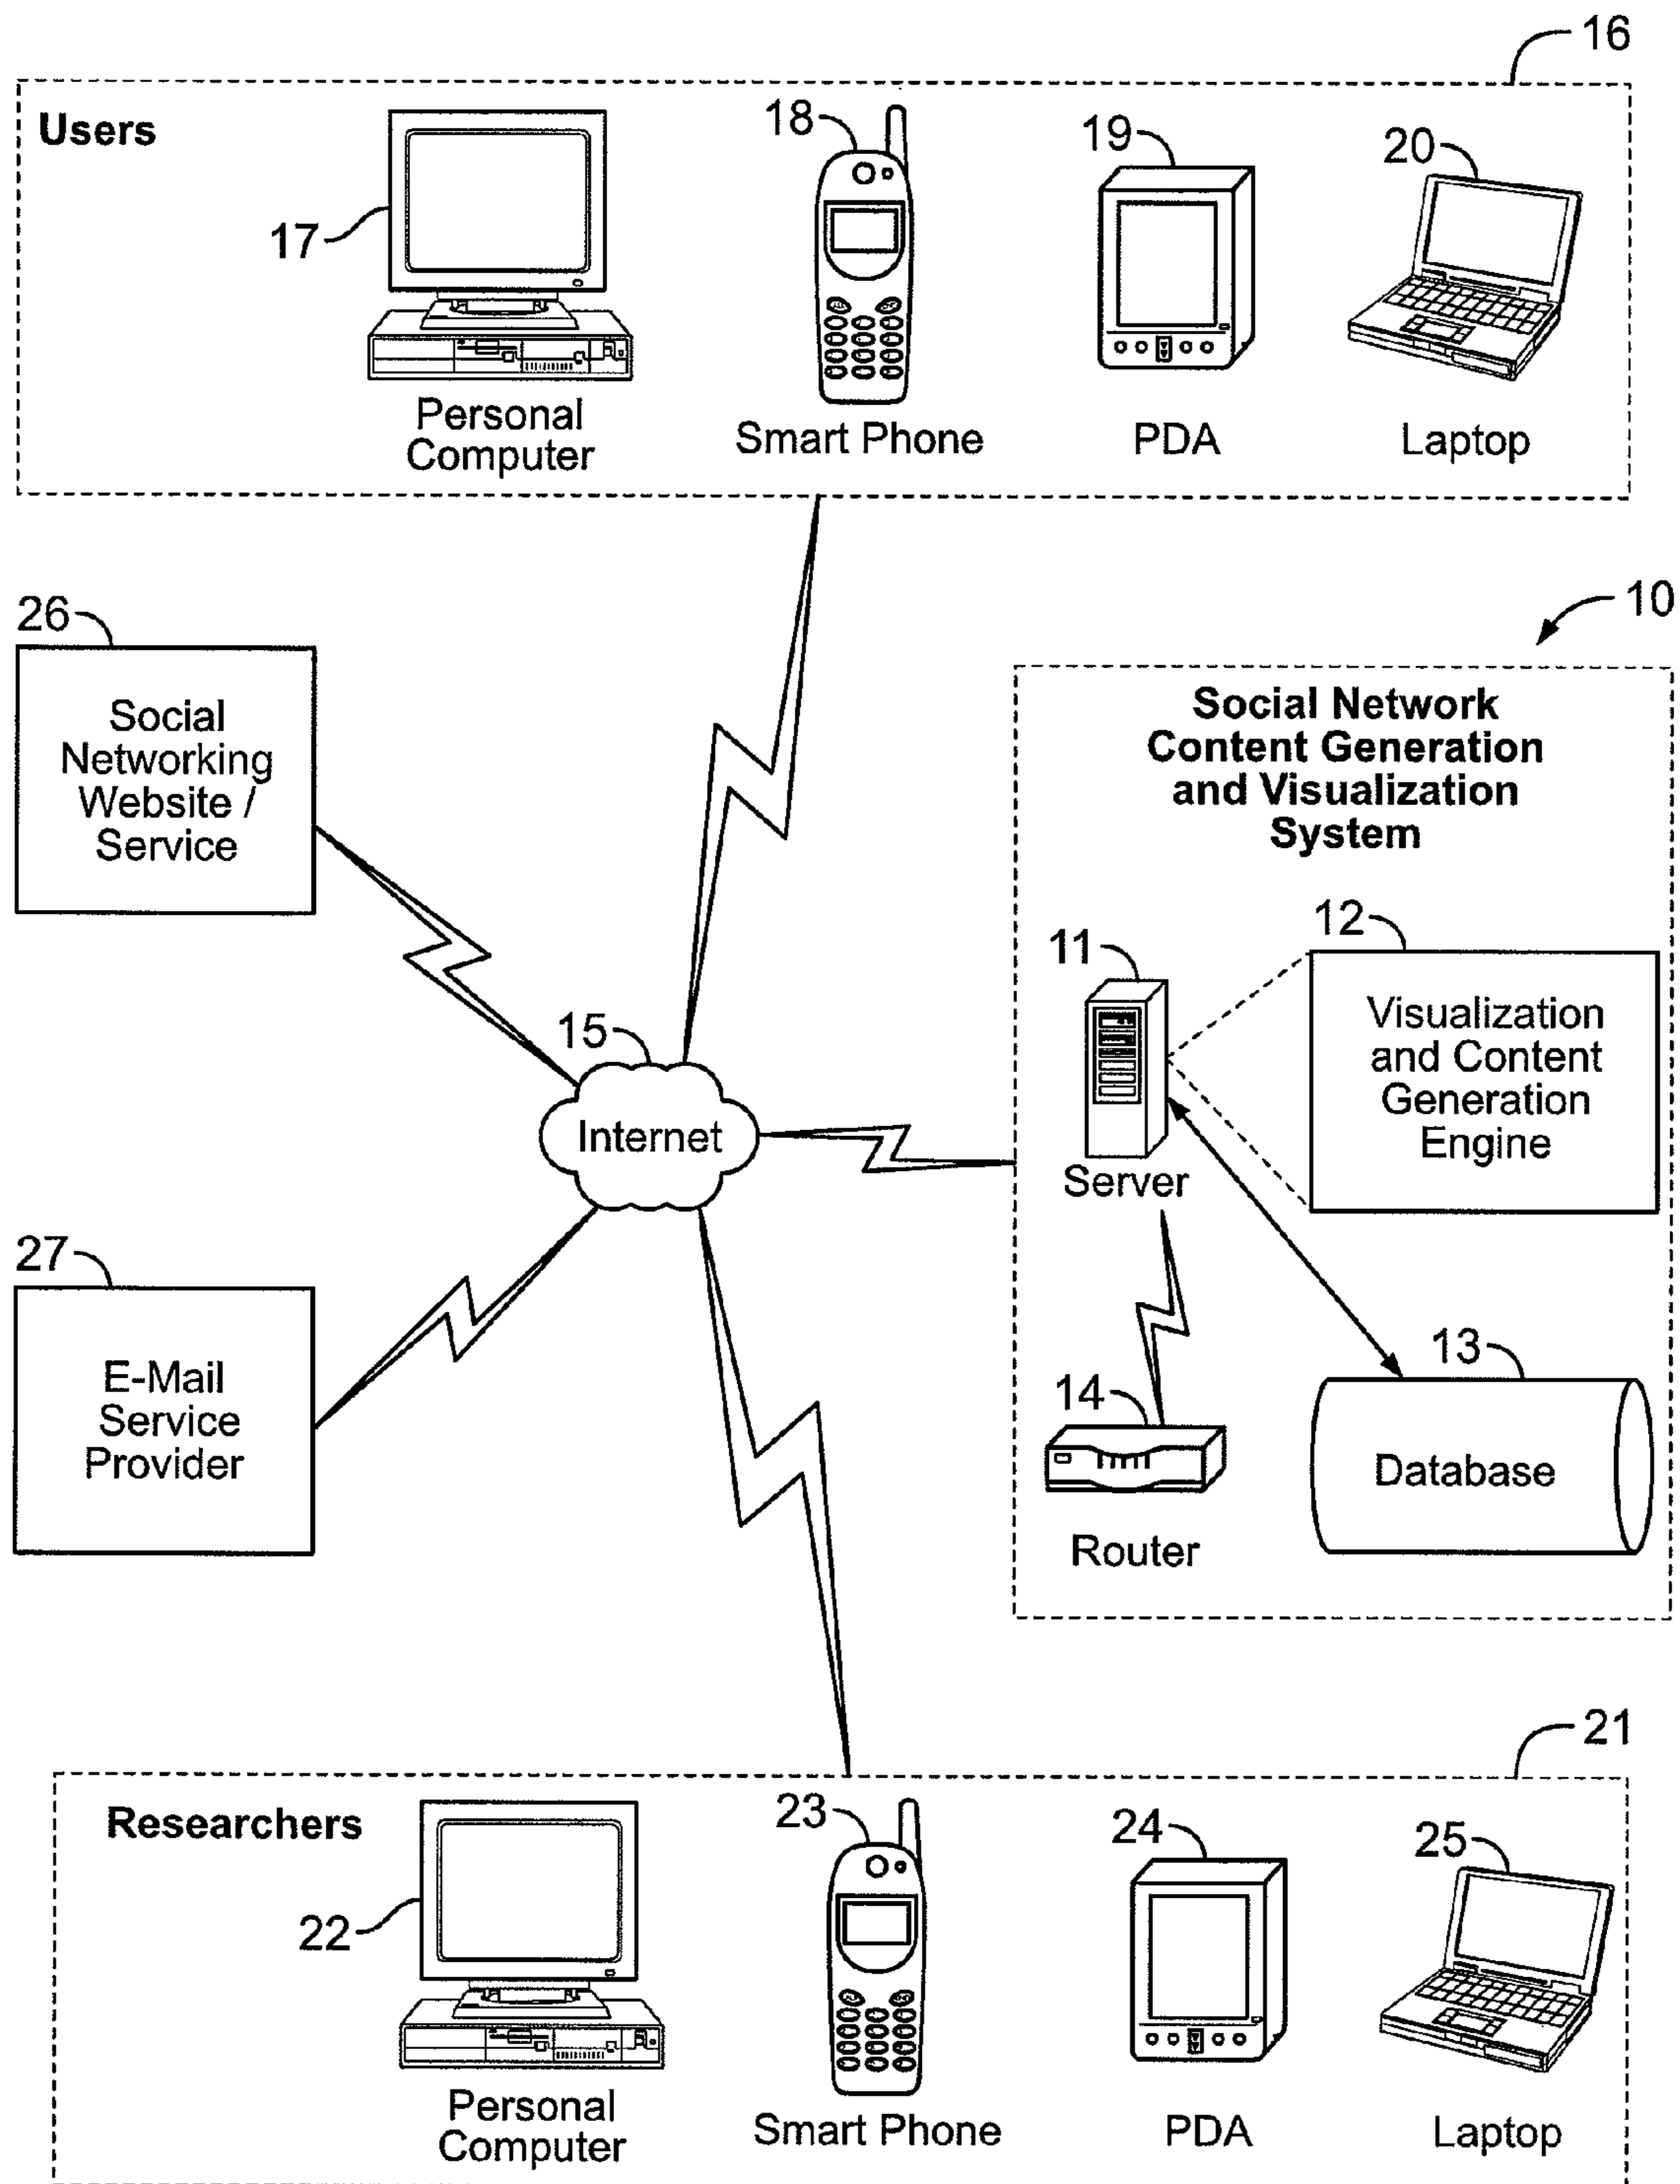 16
Users
17
18
19
20
Personal
Computer
Smart Phone
PDA
Laptop
26
Social
Networking
Website /
Service
10
Social Network
Content Generation
and Visualization
System
11
12
Visualization
and Content
Generation
Engine
Server
15
Internet
27
E-Mail
Service
Provider
13
Database
14
Router
21
Researchers
22
23
24
25
Personal
Computer
Smart Phone
PDA
Laptop